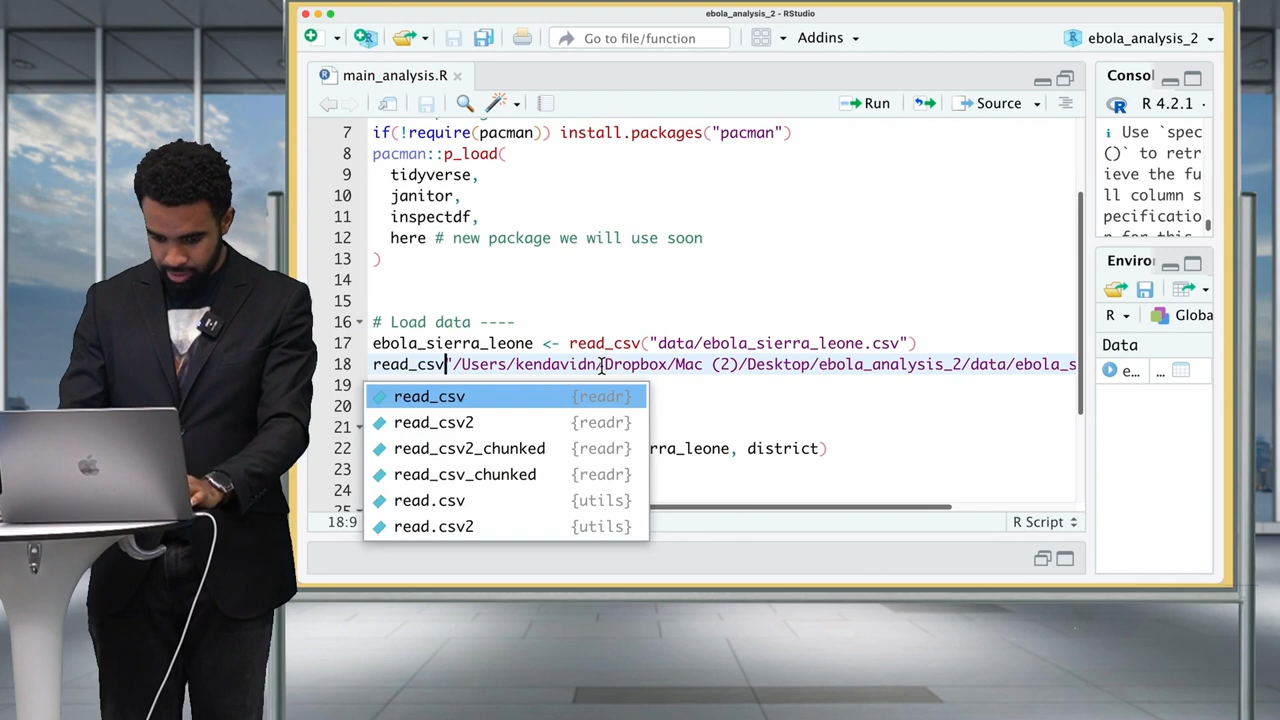 ebola_analysis_2 - RStudio
Go to file/function
Addins
ebola_analysis_2
main_analysis.R
Run
Source
7 if(!require(pacman)) install.packages("pacman")
8 pacman::p_load(
9 tidyverse,
10 janitor,
11 inspectdf,
12 here # new package we will use soon
13 )
14
15
16 # Load data ----
17 ebola_sierra_leone <- read_csv("data/ebola_sierra_leone.csv")
18 read_csv"/Users/kendavidn/Dropbox/Mac (2)/Desktop/ebola_analysis_2/data/ebola_s
19
20
21
22 rra_leone, district)
23
24
25
read_csv {readr}
read_csv2 {readr}
read_csv2_chunked {readr}
read_csv_chunked {readr}
read.csv {utils}
read.csv2 {utils}
18:9
R Script
Consol
R 4.2.1 ·
i Use `spec
()` to retr
ieve the fu
ll column s
pecificatio
n for this
Enviro
R
Globa
Data
e... ...